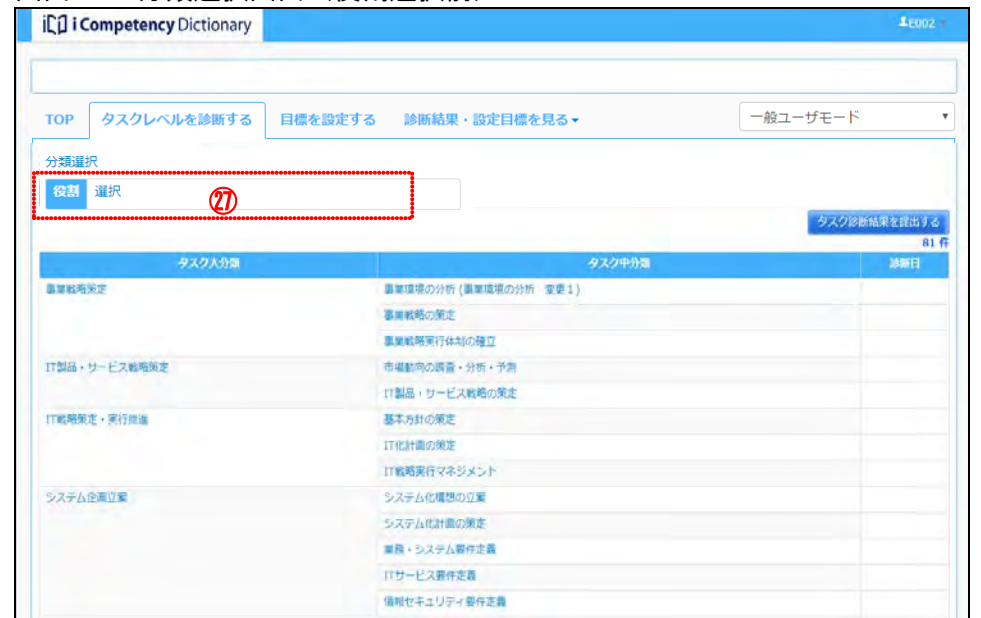 i Competency Dictionary
E002
TOP タスクレベルを診断する 目標を設定する 診断結果・設定目標を見る 一般ユーザモード
分類選択
役割 選択
㉗
タスク診断結果を提出する
81 件
タスク大分類 タスク中分類 診断日
事業戦略策定 事業環境の分析 (事業環境の分析 変更1)
事業戦略の策定
事業戦略実行体制の確立
IT製品・サービス戦略策定 市場動向の調査・分析・予測
IT製品・サービス戦略の策定
IT戦略策定・実行推進 基本方針の策定
IT化計画の策定
IT戦略実行マネジメント
システム企画立案 システム化構想の立案
システム化計画の策定
業務・システム要件定義
ITサービス要件定義
情報セキュリティ要件定義